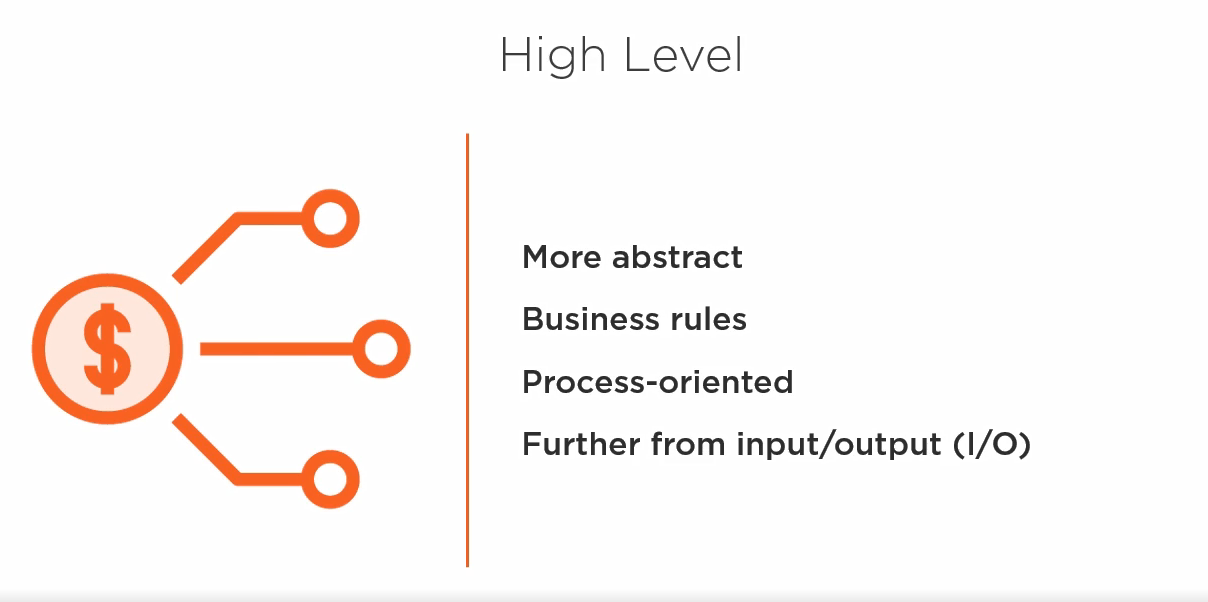 High Level
$
More abstract
Business rules
Process-oriented
Further from input/output (I/O)